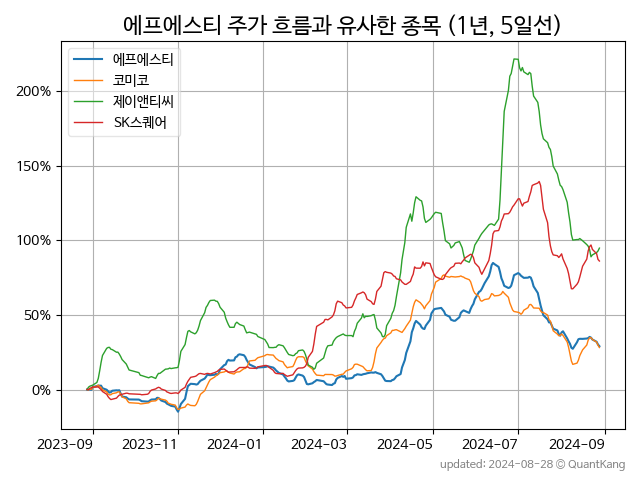 에프에스티 주가 흐름과 유사한 종목 (1년, 5일선)
에프에스티
코미코
제이앤티씨
SK스퀘어
200%
150%
100%
50%
0%
2023-09 2023-11 2024-01 2024-03 2024-05 2024-07 2024-09
updated: 2024-08-28 © QuantKang